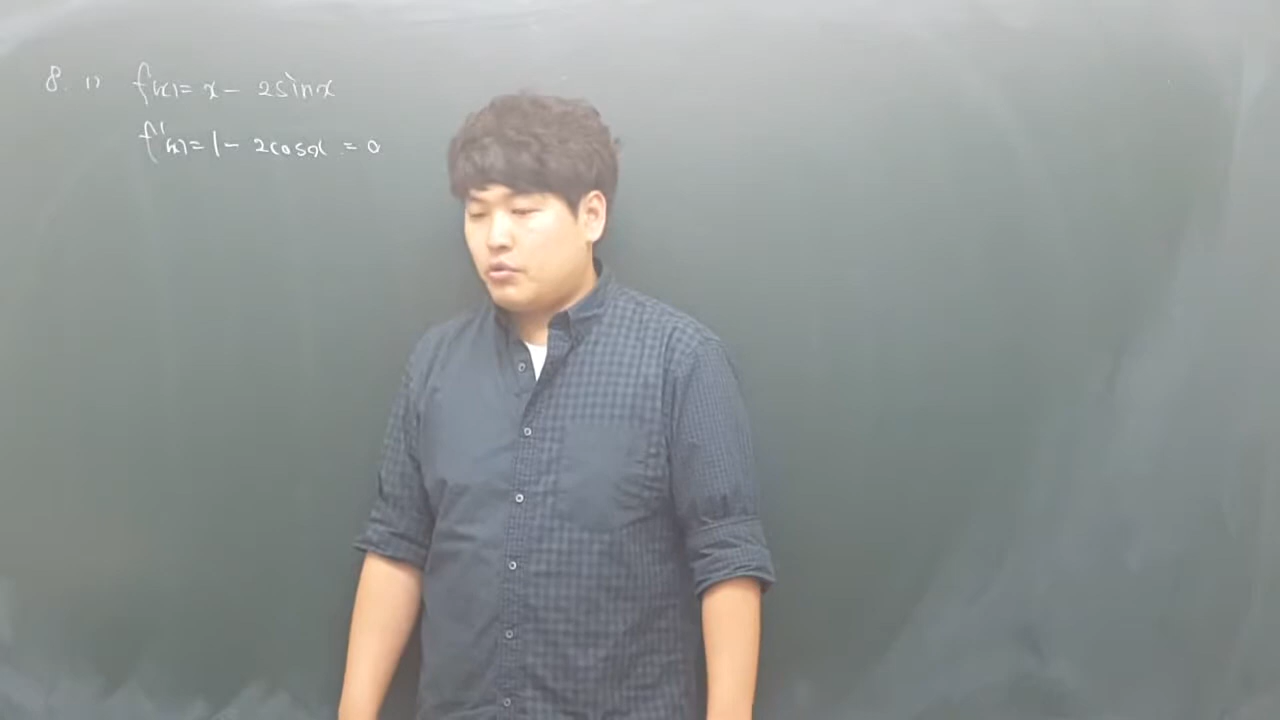 8. 1) f(x)= x - 2sinx
f'(x)= 1 - 2cosx = 0